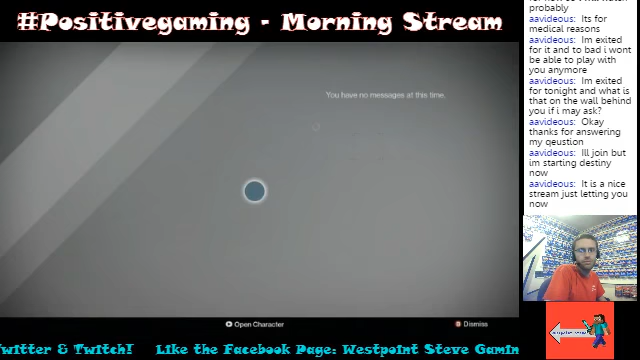 #Positivegaming - Morning Stream
You have no messages at this time.
Open Character
Dismiss
witter & Twitch!
Like the Facebook Page: Westpoint Steve Gamin
probably
aavideous: Its for
medical reasons
aavideous: Im exited
for it and to bad i wont
be able to play with
you anymore
aavideous: Im exited
for tonight and what is
that on the wall behind
you if i may ask?
aavideous: Okay
thanks for answering
my qeustion
aavideous: Ill join but
im starting destiny
now
aavideous: It is a nice
stream just letting you
now